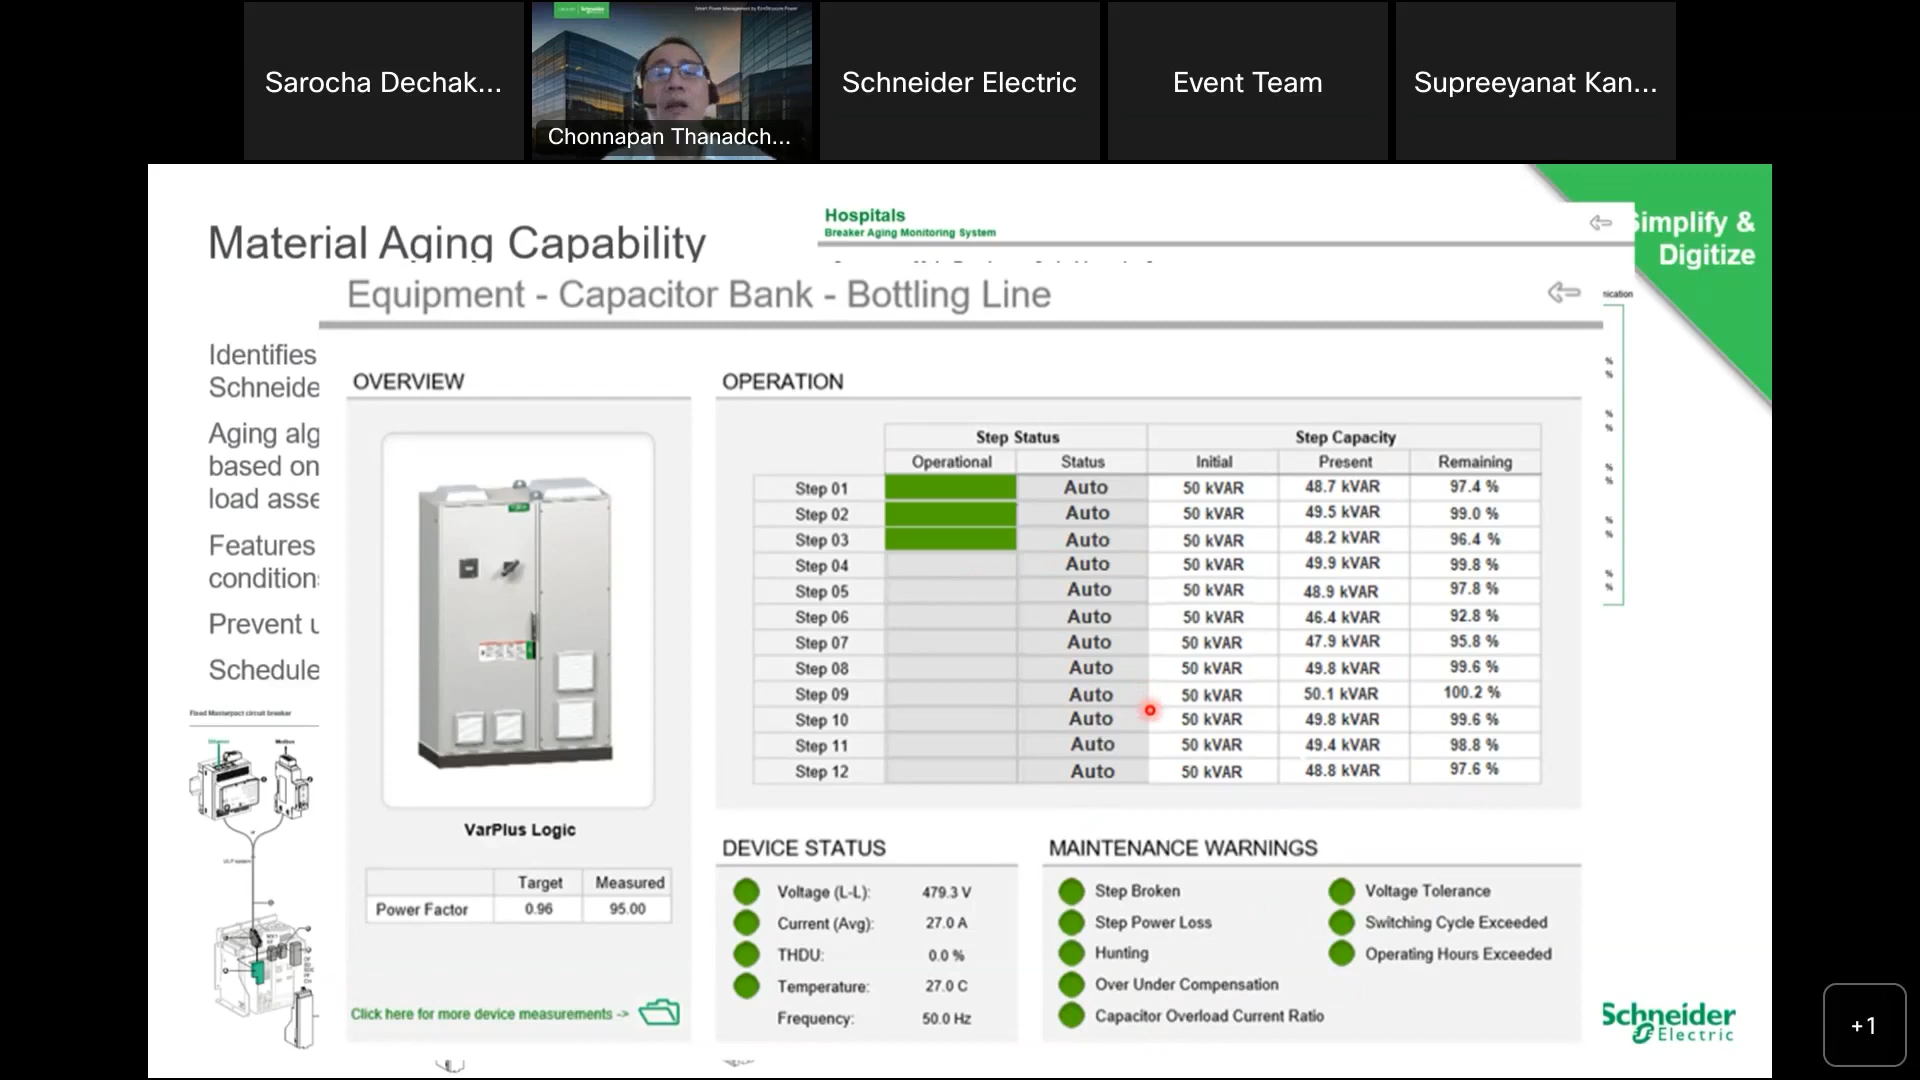 Sarocha Dechak...
Chonnapan Thanadch...
Schneider Electric
Event Team
Supreeyanat Kan...
Material Aging Capability
Hospitals
Breaker Aging Monitoring System
Simplify &
Digitize
Equipment - Capacitor Bank - Bottling Line
Identifies
Schneide
Aging alg
based on
load asse
Features
condition
Prevent u
Schedule
Fixed Masterpact circuit breaker
OVERVIEW
VarPlus Logic
Target Measured
Power Factor 0.96 95.00
Click here for more device measurements ->
OPERATION
Step Status Step Capacity
Operational Status Initial Present Remaining
Step 01 Auto 50 kVAR 48.7 kVAR 97.4 %
Step 02 Auto 50 kVAR 49.5 kVAR 99.0 %
Step 03 Auto 50 kVAR 48.2 kVAR 96.4 %
Step 04 Auto 50 kVAR 49.9 kVAR 99.8 %
Step 05 Auto 50 kVAR 48.9 kVAR 97.8 %
Step 06 Auto 50 kVAR 46.4 kVAR 92.8 %
Step 07 Auto 50 kVAR 47.9 kVAR 95.8 %
Step 08 Auto 50 kVAR 49.8 kVAR 99.6 %
Step 09 Auto 50 kVAR 50.1 kVAR 100.2 %
Step 10 Auto 50 kVAR 49.8 kVAR 99.6 %
Step 11 Auto 50 kVAR 49.4 kVAR 98.8 %
Step 12 Auto 50 kVAR 48.8 kVAR 97.6 %
DEVICE STATUS
Voltage (L-L): 479.3 V
Current (Avg): 27.0 A
THDU: 0.0 %
Temperature: 27.0 C
Frequency: 50.0 Hz
MAINTENANCE WARNINGS
Step Broken
Step Power Loss
Hunting
Over Under Compensation
Capacitor Overload Current Ratio
Voltage Tolerance
Switching Cycle Exceeded
Operating Hours Exceeded
Schneider
Electric
+1